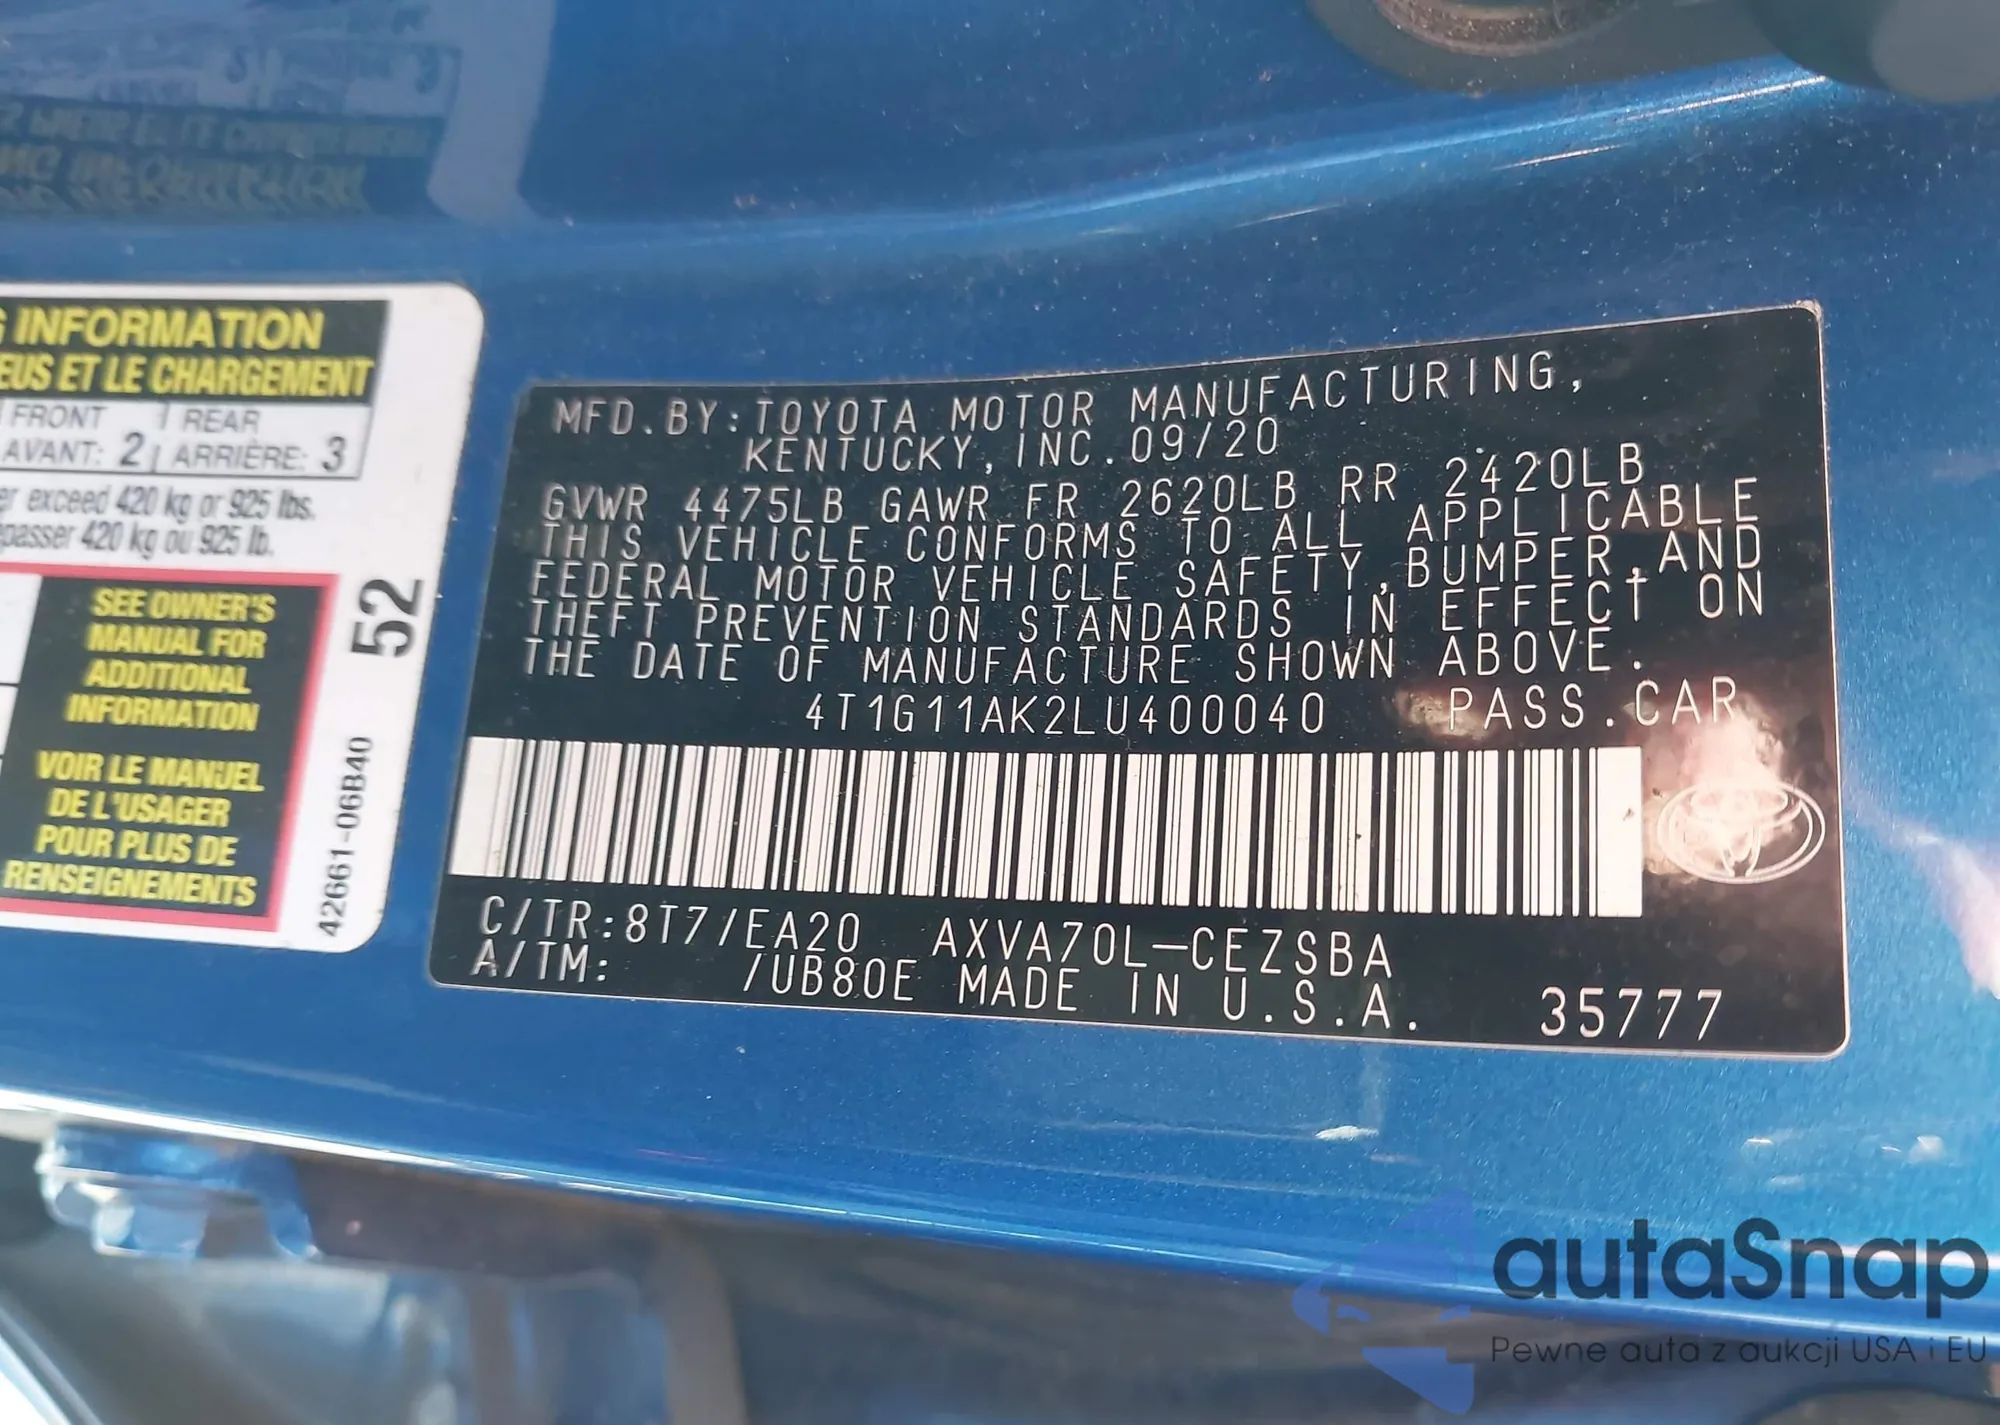 INFORMATION
EUS ET LE CHARGEMENT
FRONT REAR
AVANT: 2 ARRIÈRE: 3
exceed 420 kg or 925 lbs.
passer 420 kg ou 925 lb.
SEE OWNER'S
MANUAL FOR
ADDITIONAL
INFORMATION
VOIR LE MANUEL
DE L'USAGER
POUR PLUS DE
RENSEIGNEMENTS
52
42661-06B40
MFD. BY: TOYOTA MOTOR MANUFACTURING,
KENTUCKY, INC. 09/20
GVWR 4475LB GAWR FR 2620LB RR 2420LB
THIS VEHICLE CONFORMS TO ALL APPLICABLE
FEDERAL MOTOR VEHICLE SAFETY, BUMPER, AND
THEFT PREVENTION STANDARDS IN EFFECT ON
THE DATE OF MANUFACTURE SHOWN ABOVE.
4T1G11AK2LU400040 PASS. CAR
C/TR: 8T7/EA20 AXVA70L-CEZSBA
A/TM: /UB80E MADE IN U.S.A. 35777
autaSnap
Pewne auta z aukcji USA i EU